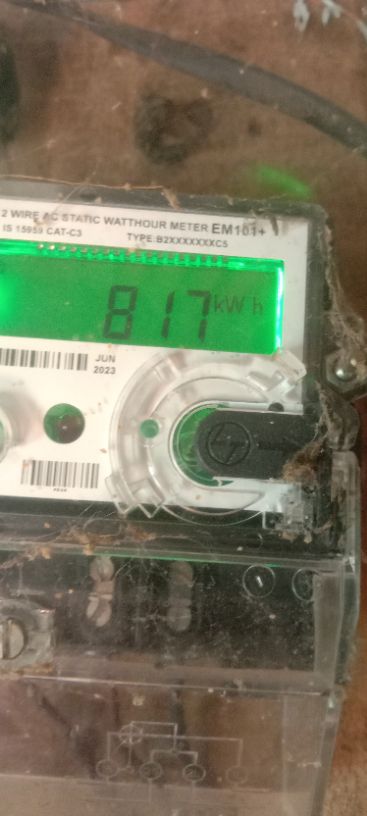 2 WIRE AC STATIC WATTHOUR METER EM101+
IS 15959 CAT-C3 TYPE:B2XXXXXXXC5
817 kWh
JUN
2023